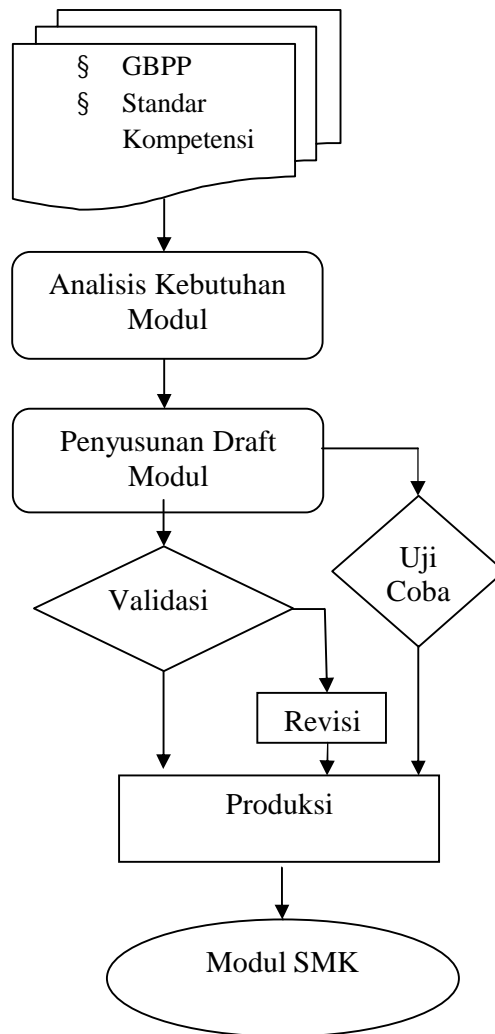 § GBPP
§ Standar
Kompetensi
Analisis Kebutuhan
Modul
Penyusunan Draft
Modul
Uji
Coba
Validasi
Revisi
Produksi
Modul SMK